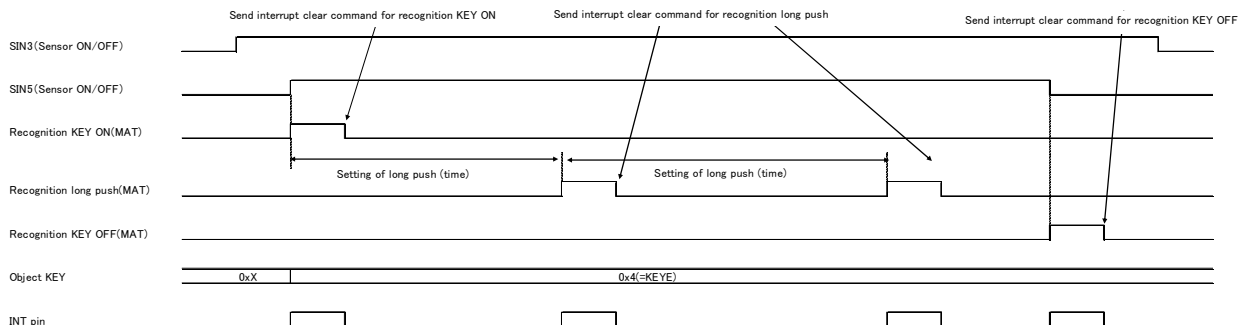 Send interrupt clear command for recognition KEY ON
Send interrupt clear command for recognition long push
Send interrupt clear command for recognition KEY OFF
SIN3(Sensor ON/OFF)
SIN5(Sensor ON/OFF)
Recognition KEY ON(MAT)
Setting of long push (time)
Setting of long push (time)
Recognition long push(MAT)
Recognition KEY OFF(MAT)
Object KEY
0xX
0x4(=KEYE)
INT pin